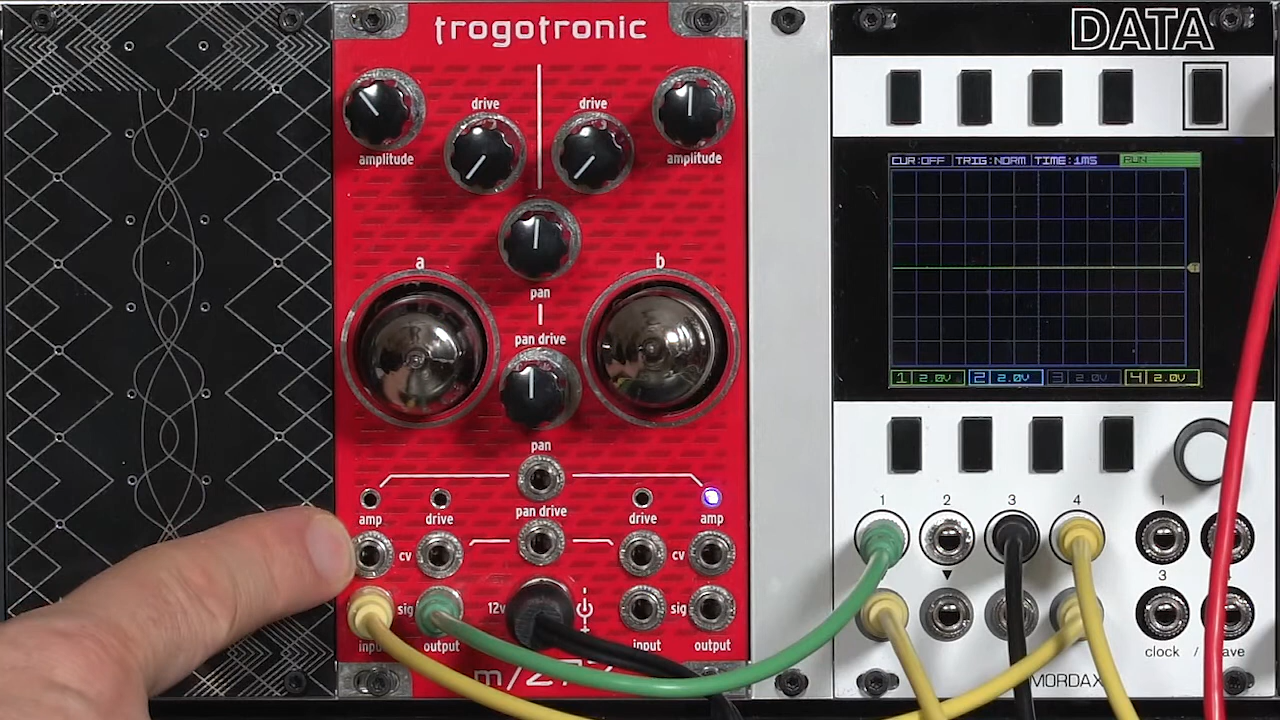 trogotronic
drive
drive
amplitude
amplitude
a
b
pan
pan drive
pan
amp
drive
pan drive
drive
amp
cv
cv
sig
12v
sig
output
input
output
DATA
CUR:OFF TRIG:NORM TIME:1MS RUN
1 2.0V 2 2.0V 3 2.0V 4 2.0V
1 2 3 4 1
3
clock /
MORDAX